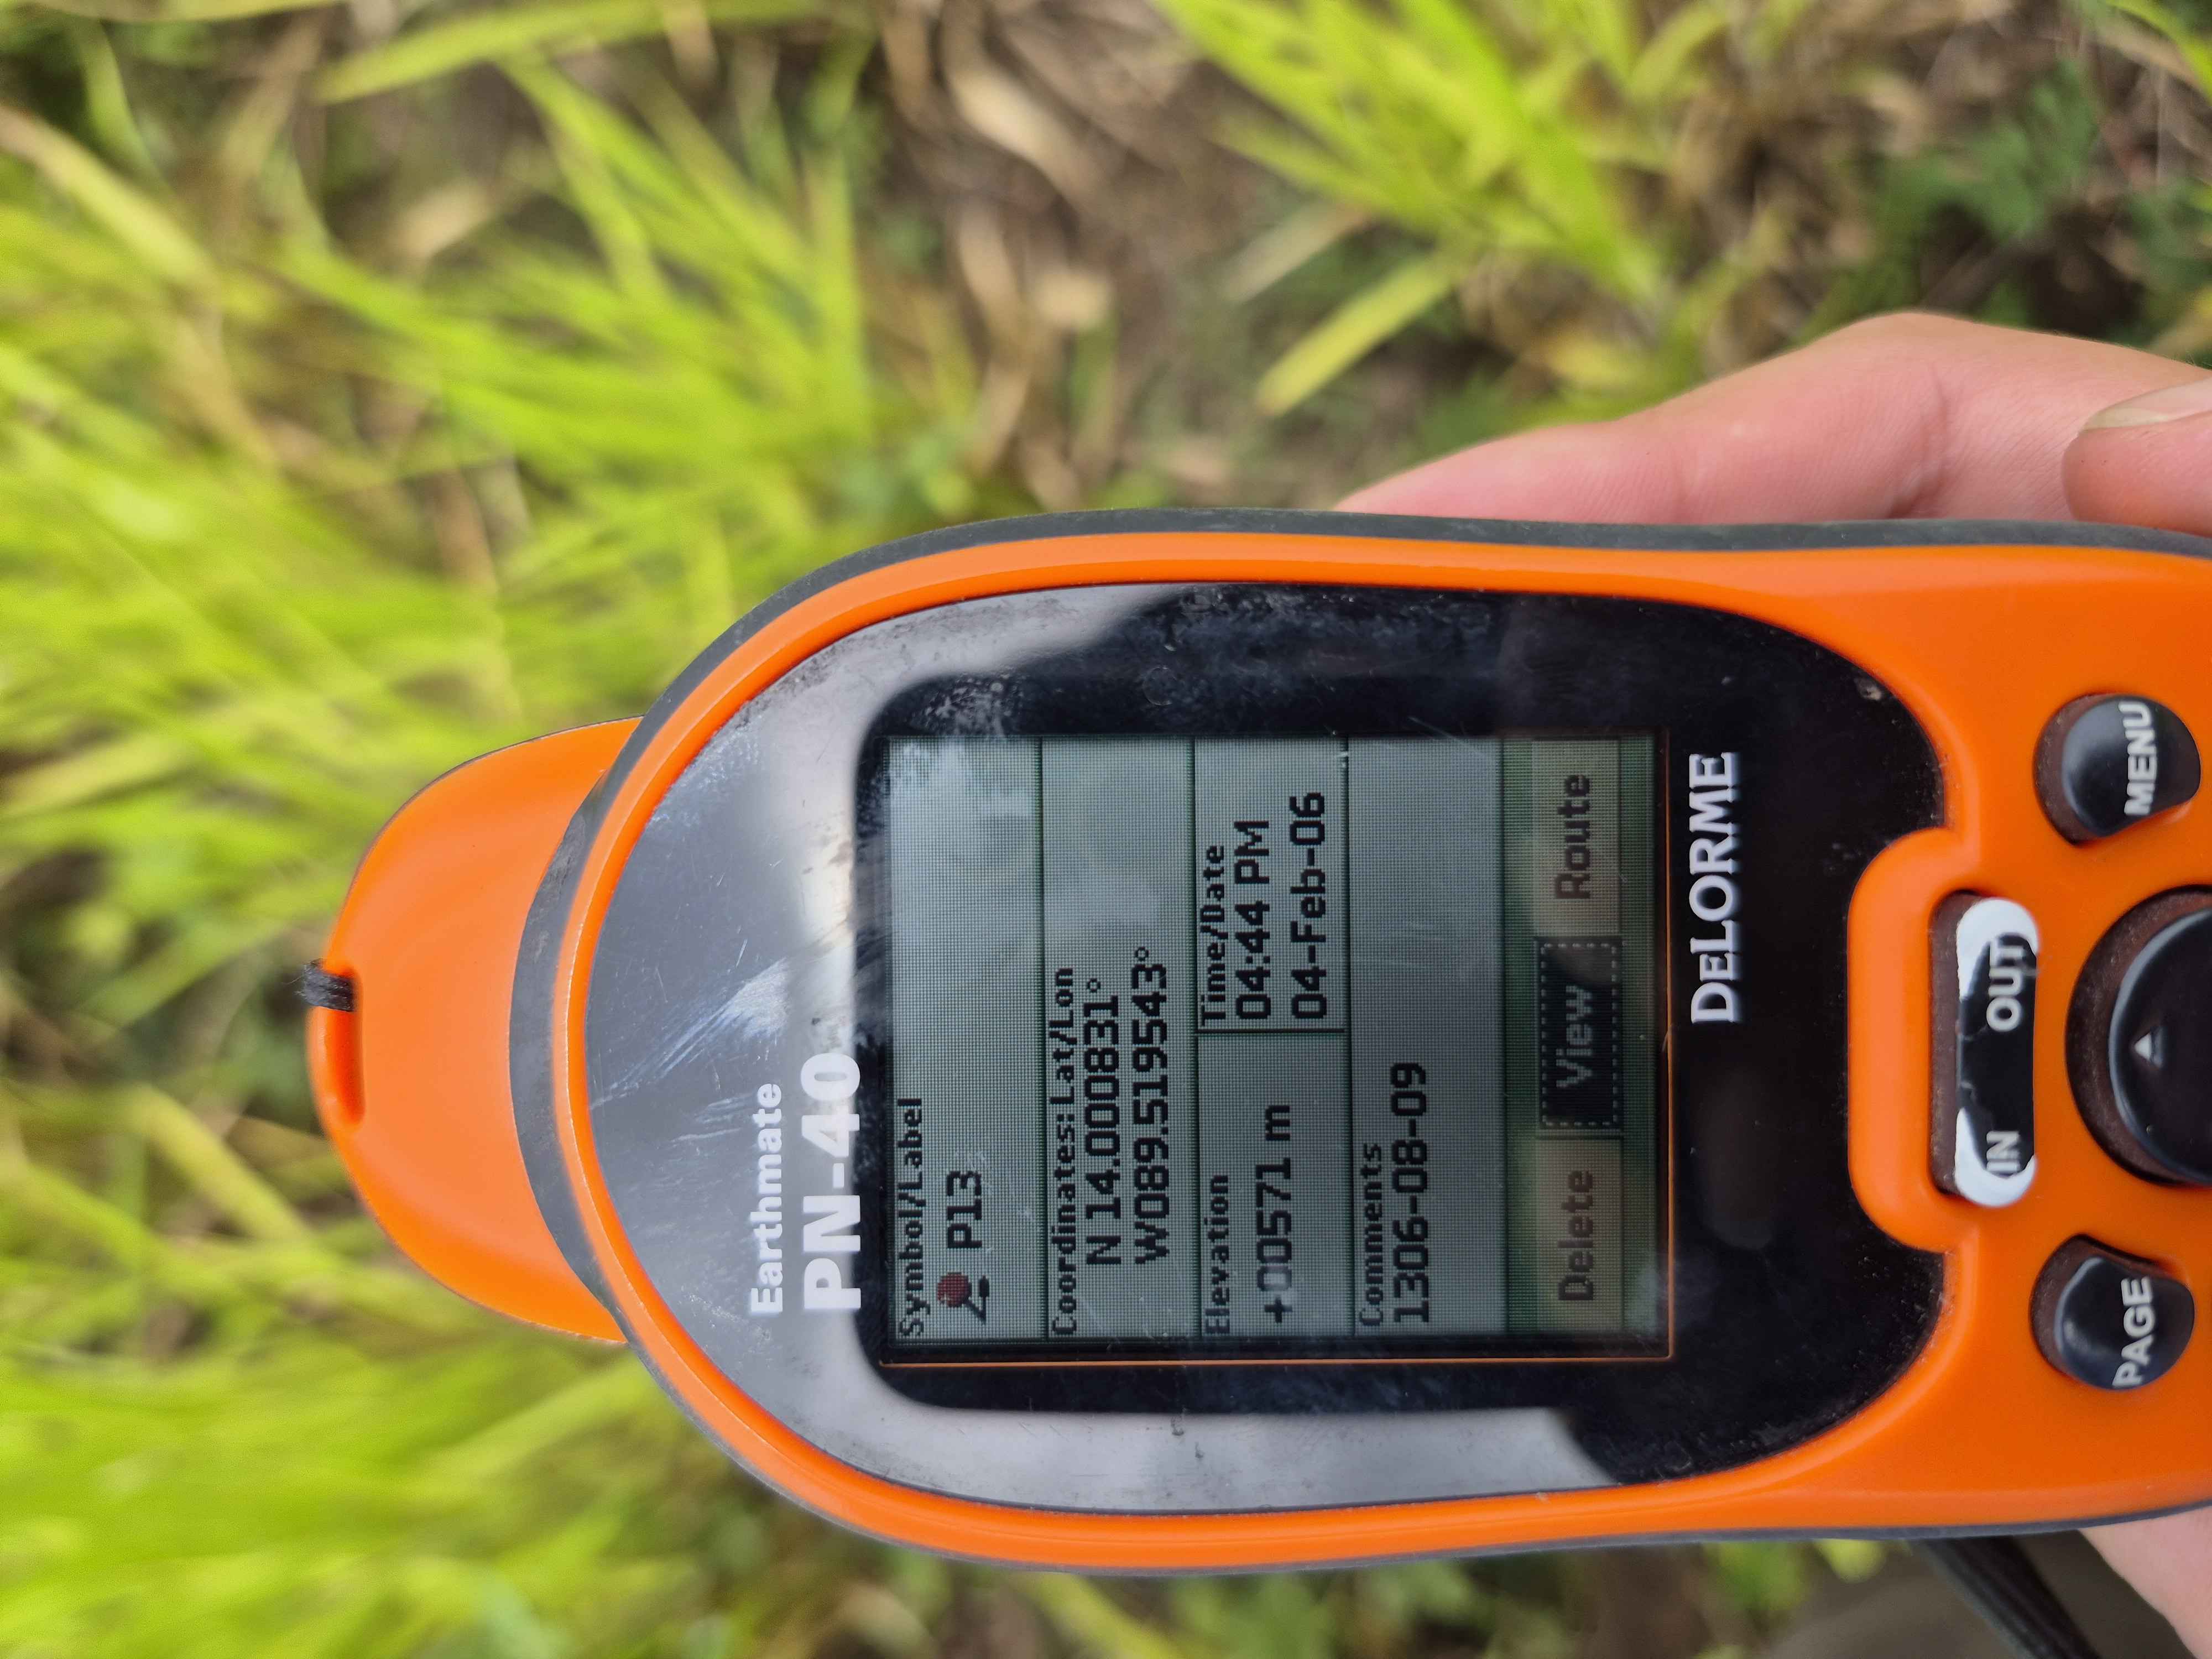 Earthmate
PN-40
Symbol/Label
P13
Coordinates: Lat/Lon
N 14.000831°
W089.519543°
Elevation
+00571 m
Time/Date
04:44 PM
04-Feb-06
Comments
1306-08-09
Delete
View
Route
DELORME
IN
OUT
PAGE
MENU